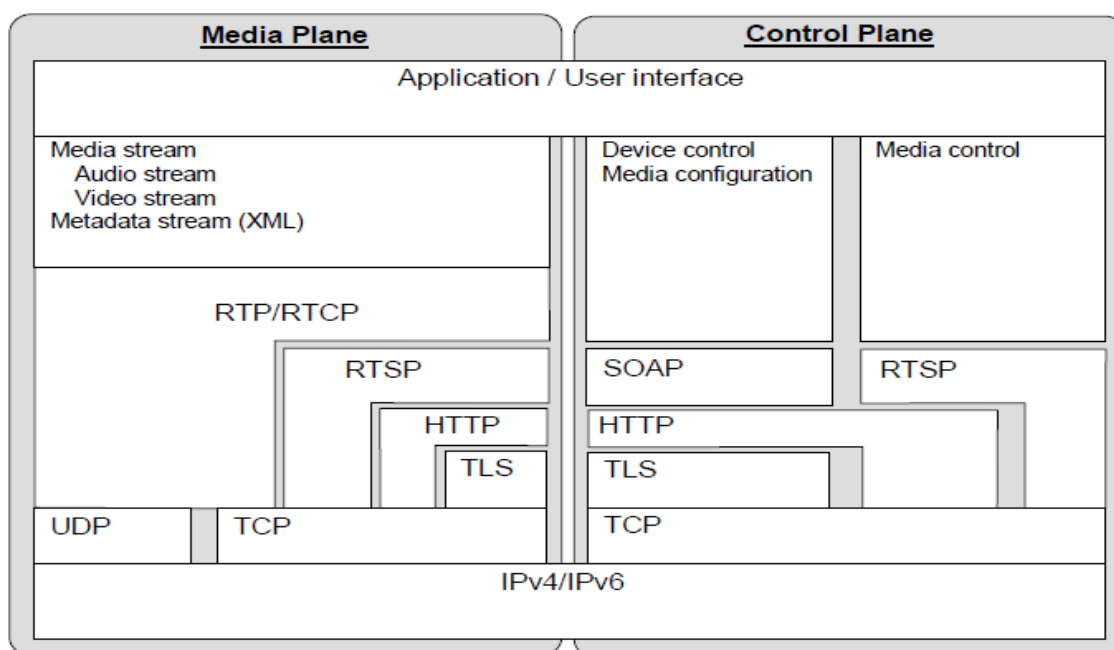 Media Plane
Control Plane
Application / User interface
Media stream
Audio stream
Video stream
Metadata stream (XML)
Device control
Media configuration
Media control
RTP/RTCP
RTSP
HTTP
TLS
SOAP
RTSP
HTTP
TLS
UDP
TCP
TCP
IPv4/IPv6